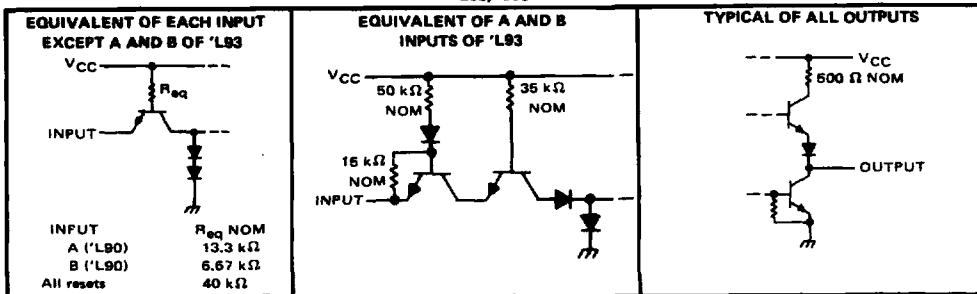 EQUIVALENT OF EACH INPUT
EXCEPT A AND B OF 'L93
VCC
Req
INPUT
INPUT Req NOM
A ('L90) 13.3 kΩ
B ('L90) 6.67 kΩ
All resets 40 kΩ
EQUIVALENT OF A AND B
INPUTS OF 'L93
VCC
50 kΩ
NOM
35 kΩ
NOM
15 kΩ
NOM
INPUT
TYPICAL OF ALL OUTPUTS
VCC
500 Ω NOM
OUTPUT